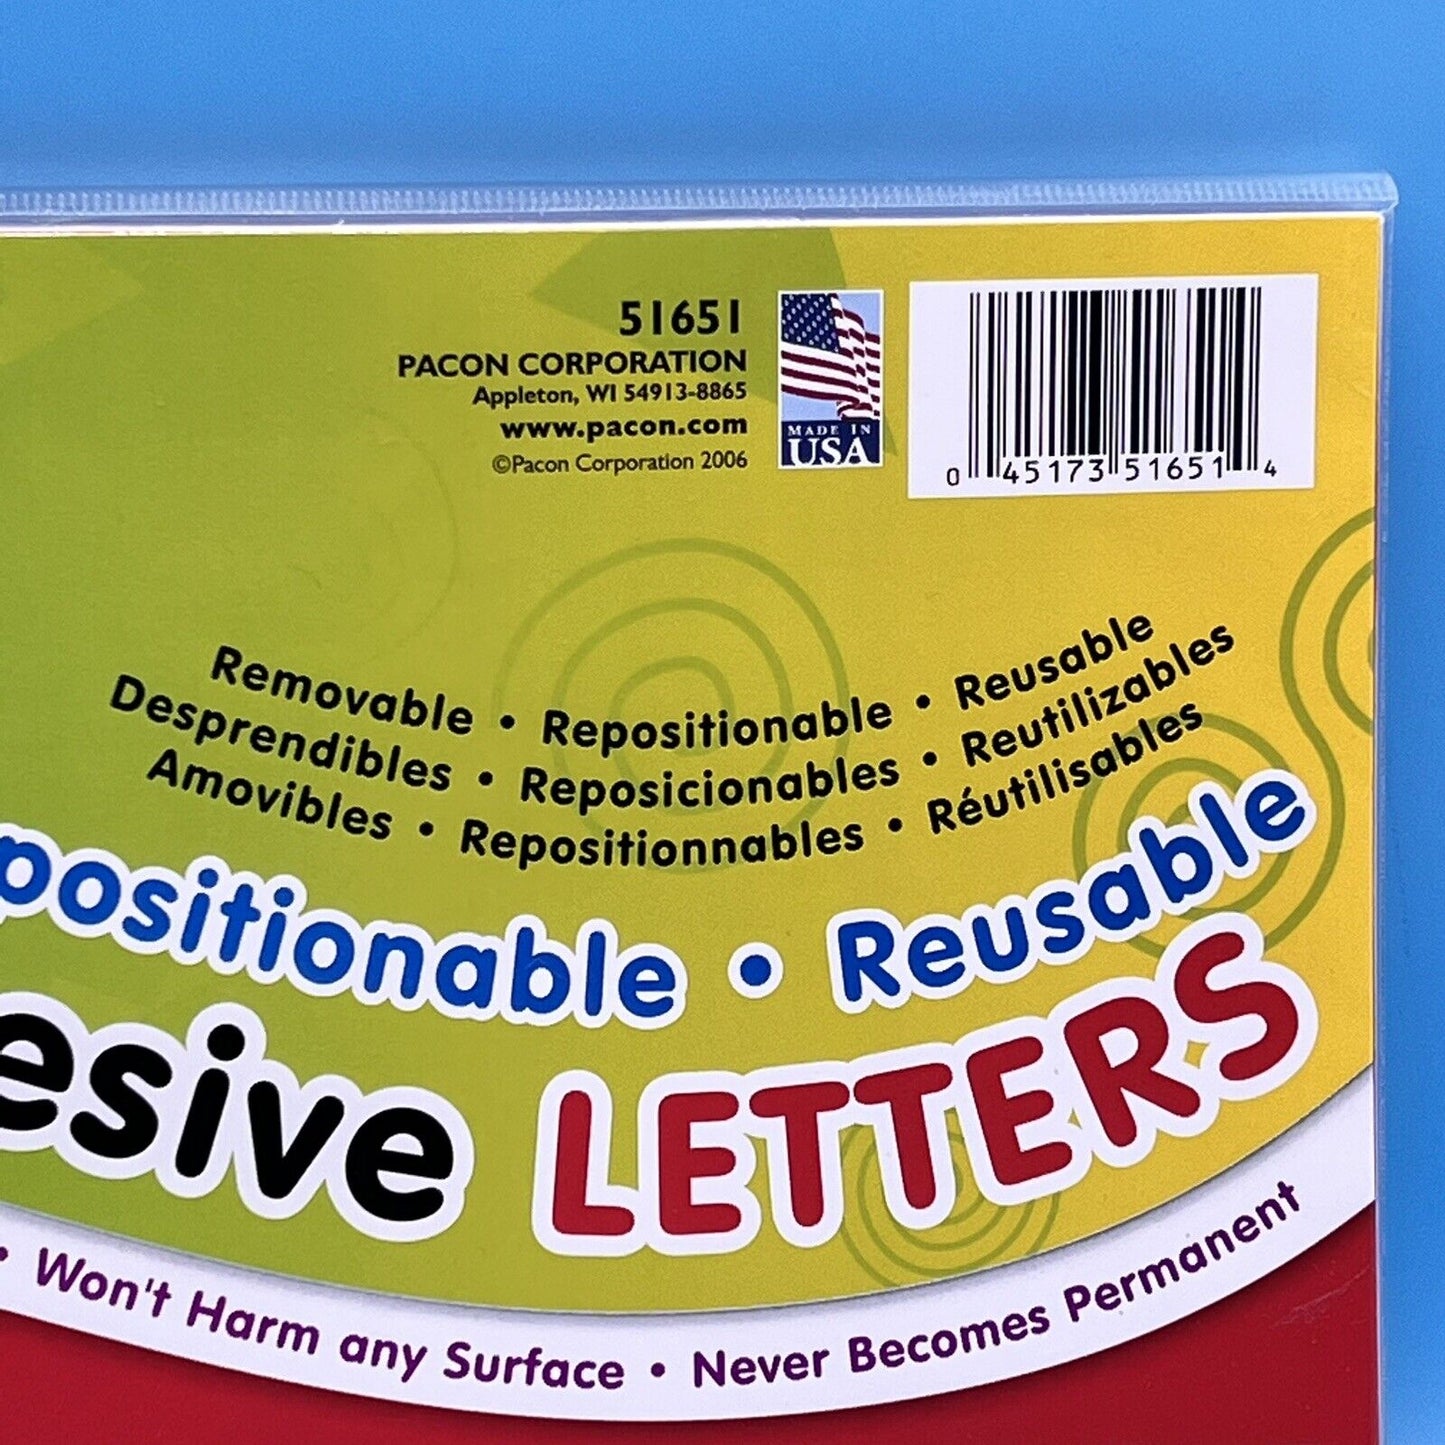 51651
PACON CORPORATION
Appleton, WI 54913-8865
www.pacon.com
©Pacon Corporation 2006
MADE IN
USA
0 45173 51651 4
Removable • Repositionable • Reusable
Desprendibles • Reposicionables • Reutilizables
Amovibles • Repositionnables • Réutilisables
positionable • Reusable
esive LETTERS
• Won't Harm any Surface • Never Becomes Permanent